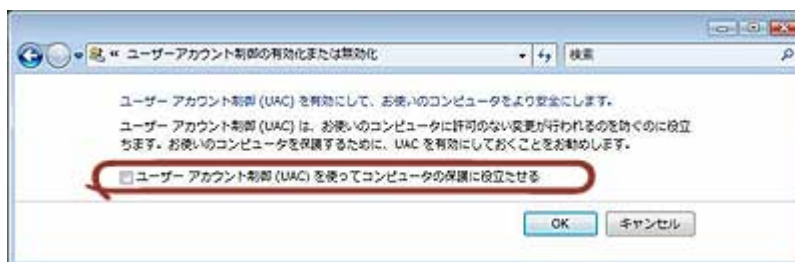 « ユーザーアカウント制御の有効化または無効化
検索
ユーザー アカウント制御 (UAC) を有効にして、お使いのコンピュータをより安全にします。
ユーザー アカウント制御 (UAC) は、お使いのコンピュータに許可のない変更が行われるのを防ぐのに役立
ちます。お使いのコンピュータを保護するために、UAC を有効にしておくことをお勧めします。
ユーザー アカウント制御 (UAC) を使ってコンピュータの保護に役立たせる
OK
キャンセル